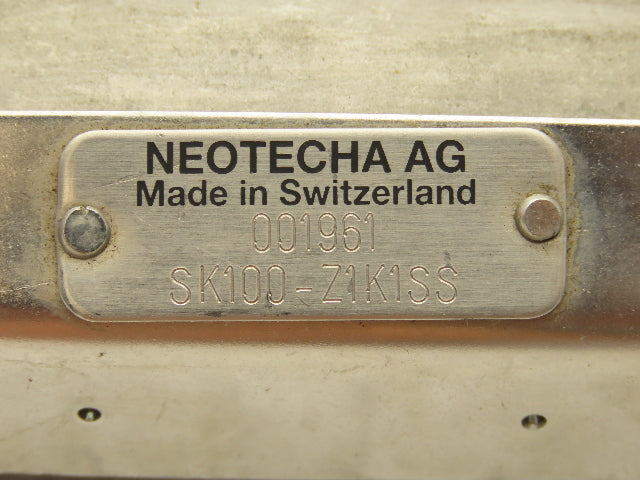 NEOTECHA AG
Made in Switzerland
001961
SK100-Z1K1SS